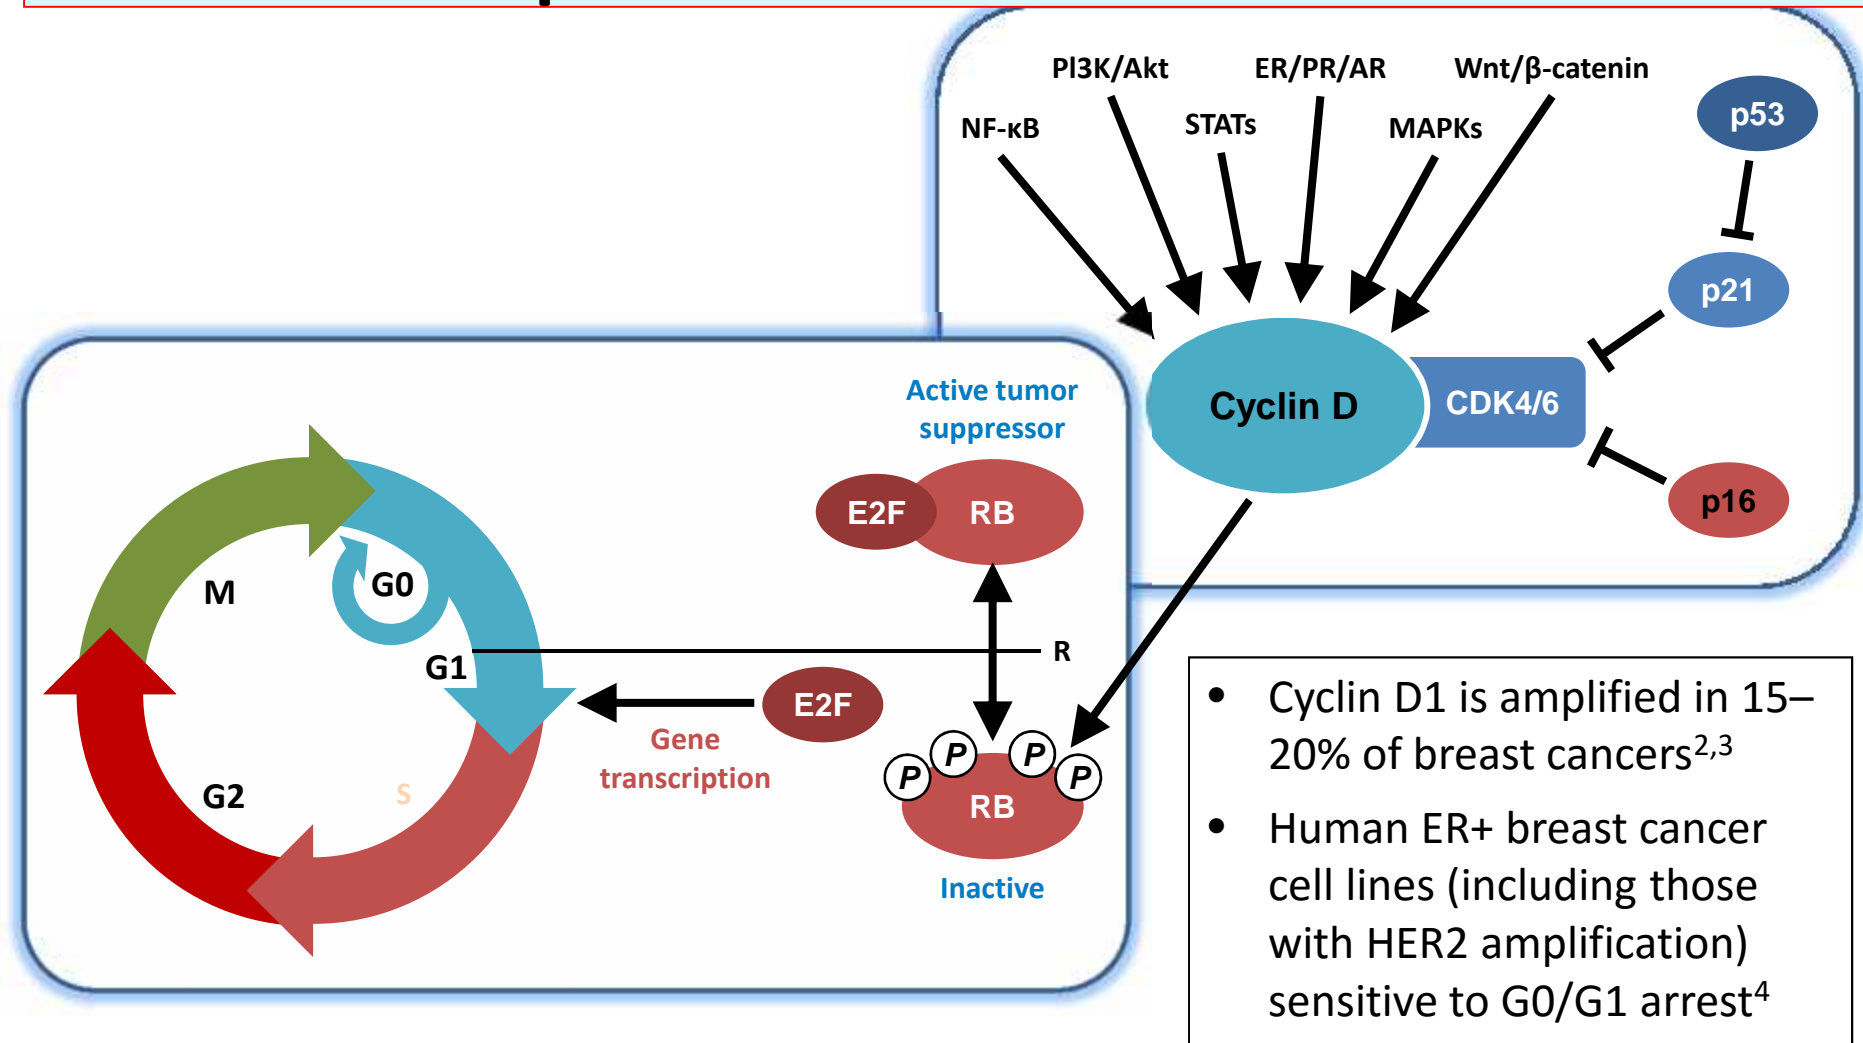 PI3K/Akt
ER/PR/AR
Wnt/β-catenin
NF-κB
STATs
MAPKs
p53
p21
Cyclin D
CDK4/6
p16
Active tumor
suppressor
E2F
RB
M
G0
G1
R
E2F
Gene
transcription
P
P
P
P
RB
Inactive
G2
S
• Cyclin D1 is amplified in 15–
20% of breast cancers2,3
• Human ER+ breast cancer
cell lines (including those
with HER2 amplification)
sensitive to G0/G1 arrest4